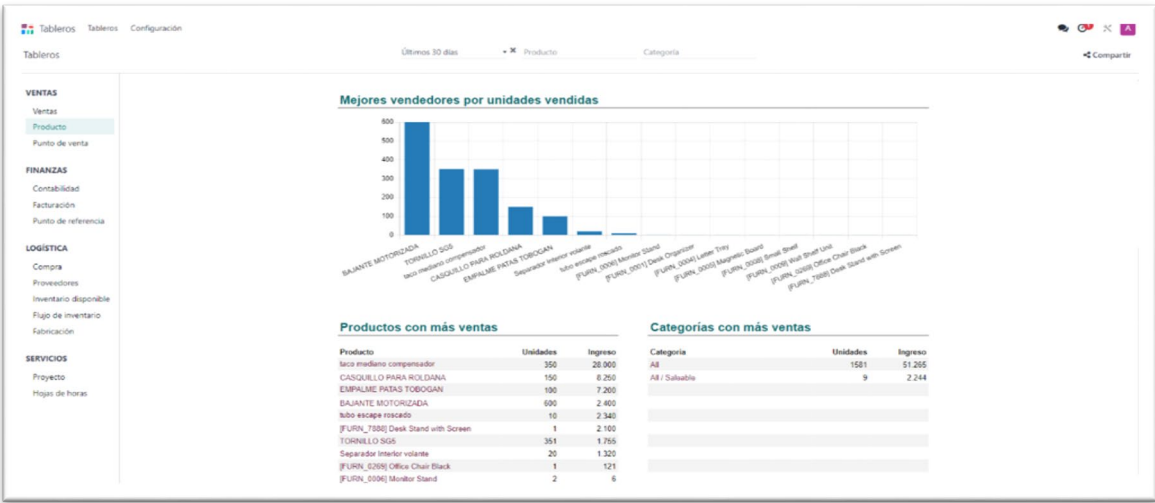 Tableros Tableros Configuración
Tableros Últimos 30 días Producto Categoría Compartir
VENTAS
Ventas
Producto
Punto de venta
FINANZAS
Contabilidad
Facturación
Punto de referencia
LOGÍSTICA
Compra
Proveedores
Inventario disponible
Flujo de inventario
Fabricación
SERVICIOS
Proyecto
Hojas de horas
Mejores vendedores por unidades vendidas
600
500
400
300
200
100
0
BAJANTE MOTORIZADA
TORNILLO SG5
taco mediano compensador
CASQUILLO PARA ROLDANA
EMPALME PATAS TOBOGAN
Separador Interior volante
tubo escape roscado
[FURN_0006] Monitor Stand
[FURN_0001] Desk Organizer
[FURN_0004] Letter Tray
[FURN_0005] Magnetic Board
[FURN_0008] Small Shelf
[FURN_0009] Wall Shelf Unit
[FURN_0269] Office Chair Black
[FURN_7888] Desk Stand with Screen
Productos con más ventas
Producto Unidades Ingreso
taco mediano compensador 350 28.000
CASQUILLO PARA ROLDANA 150 8.250
EMPALME PATAS TOBOGAN 100 7.200
BAJANTE MOTORIZADA 600 2.400
tubo escape roscado 10 2.340
[FURN_7888] Desk Stand with Screen 1 2.100
TORNILLO SG5 351 1.755
Separador Interior volante 20 1.320
[FURN_0269] Office Chair Black 1 121
[FURN_0006] Monitor Stand 2 6
Categorías con más ventas
Categoria Unidades Ingreso
All 1581 51.265
All / Saleable 9 2.244